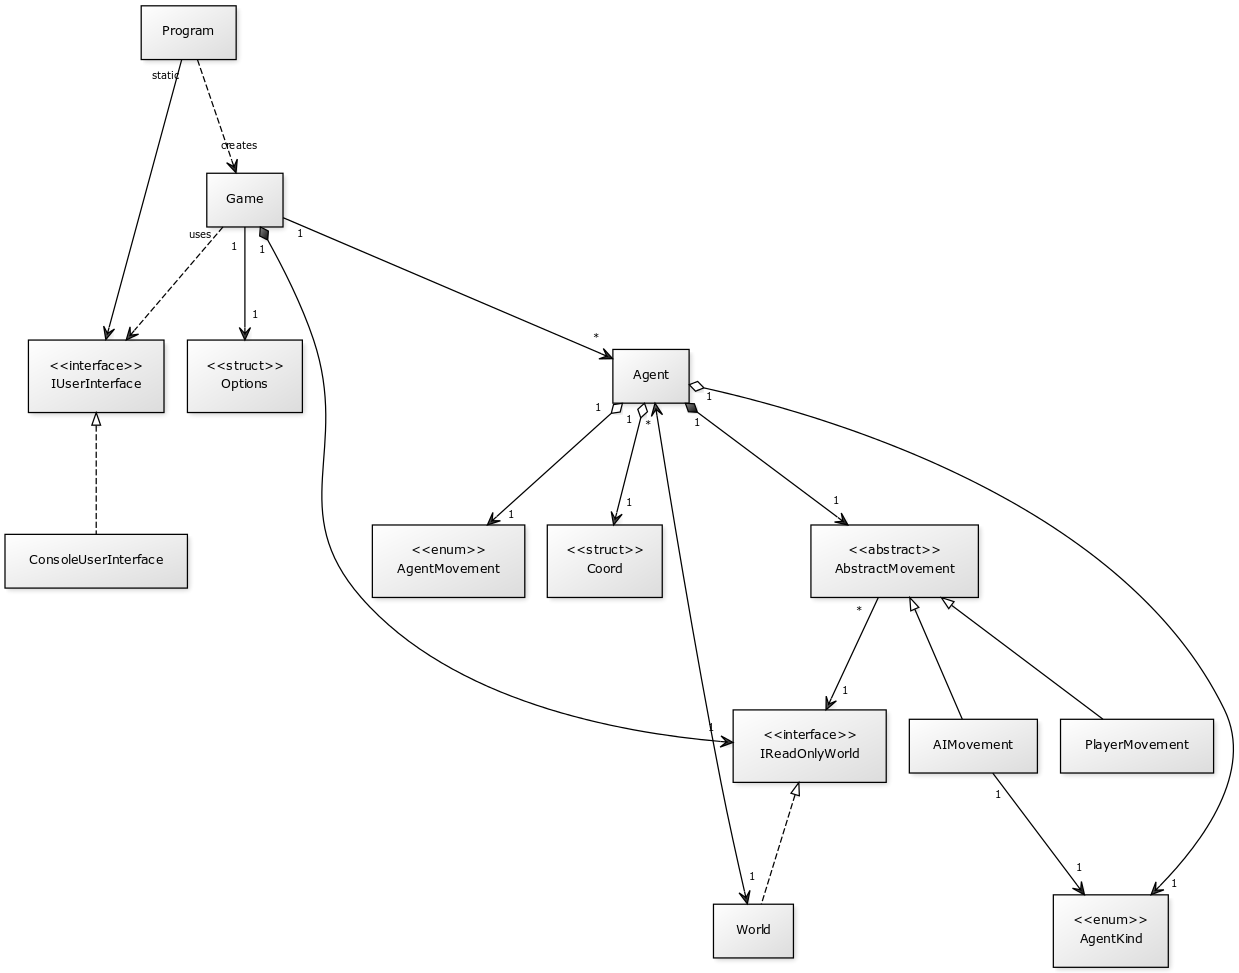 Program
static
creates
Game
uses
1
1
1
1
*
<<interface>>
IUserInterface
<<struct>>
Options
Agent
1
1
*
1
1
ConsoleUserInterface
1
1
1
<<enum>>
AgentMovement
<<struct>>
Coord
<<abstract>>
AbstractMovement
*
1
1
<<interface>>
IReadOnlyWorld
AIMovement
PlayerMovement
1
1
1
1
World
<<enum>>
AgentKind